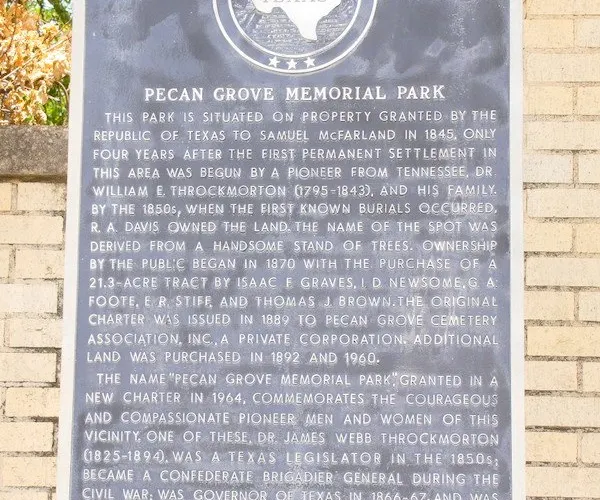 TEXAS
PECAN GROVE MEMORIAL PARK
THIS PARK IS SITUATED ON PROPERTY GRANTED BY THE
REPUBLIC OF TEXAS TO SAMUEL McFARLAND IN 1845, ONLY
FOUR YEARS AFTER THE FIRST PERMANENT SETTLEMENT IN
THIS AREA WAS BEGUN BY A PIONEER FROM TENNESSEE, DR.
WILLIAM E. THROCKMORTON (1795-1843), AND HIS FAMILY.
BY THE 1850s, WHEN THE FIRST KNOWN BURIALS OCCURRED,
R. A. DAVIS OWNED THE LAND. THE NAME OF THE SPOT WAS
DERIVED FROM A HANDSOME STAND OF TREES. OWNERSHIP
BY THE PUBLIC BEGAN IN 1870 WITH THE PURCHASE OF A
21.3-ACRE TRACT BY ISAAC F. GRAVES, I. D. NEWSOME, G. A.
FOOTE, E. R. STIFF, AND THOMAS J. BROWN. THE ORIGINAL
CHARTER WAS ISSUED IN 1889 TO PECAN GROVE CEMETERY
ASSOCIATION, INC., A PRIVATE CORPORATION. ADDITIONAL
LAND WAS PURCHASED IN 1892 AND 1960.
THE NAME "PECAN GROVE MEMORIAL PARK," GRANTED IN A
NEW CHARTER IN 1964, COMMEMORATES THE COURAGEOUS
AND COMPASSIONATE PIONEER MEN AND WOMEN OF THIS
VICINITY. ONE OF THESE, DR. JAMES WEBB THROCKMORTON
(1825-1894), WAS A TEXAS LEGISLATOR IN THE 1850s;
BECAME A CONFEDERATE BRIGADIER GENERAL DURING THE
CIVIL WAR; WAS GOVERNOR OF TEXAS IN 1866-67, AND WAS